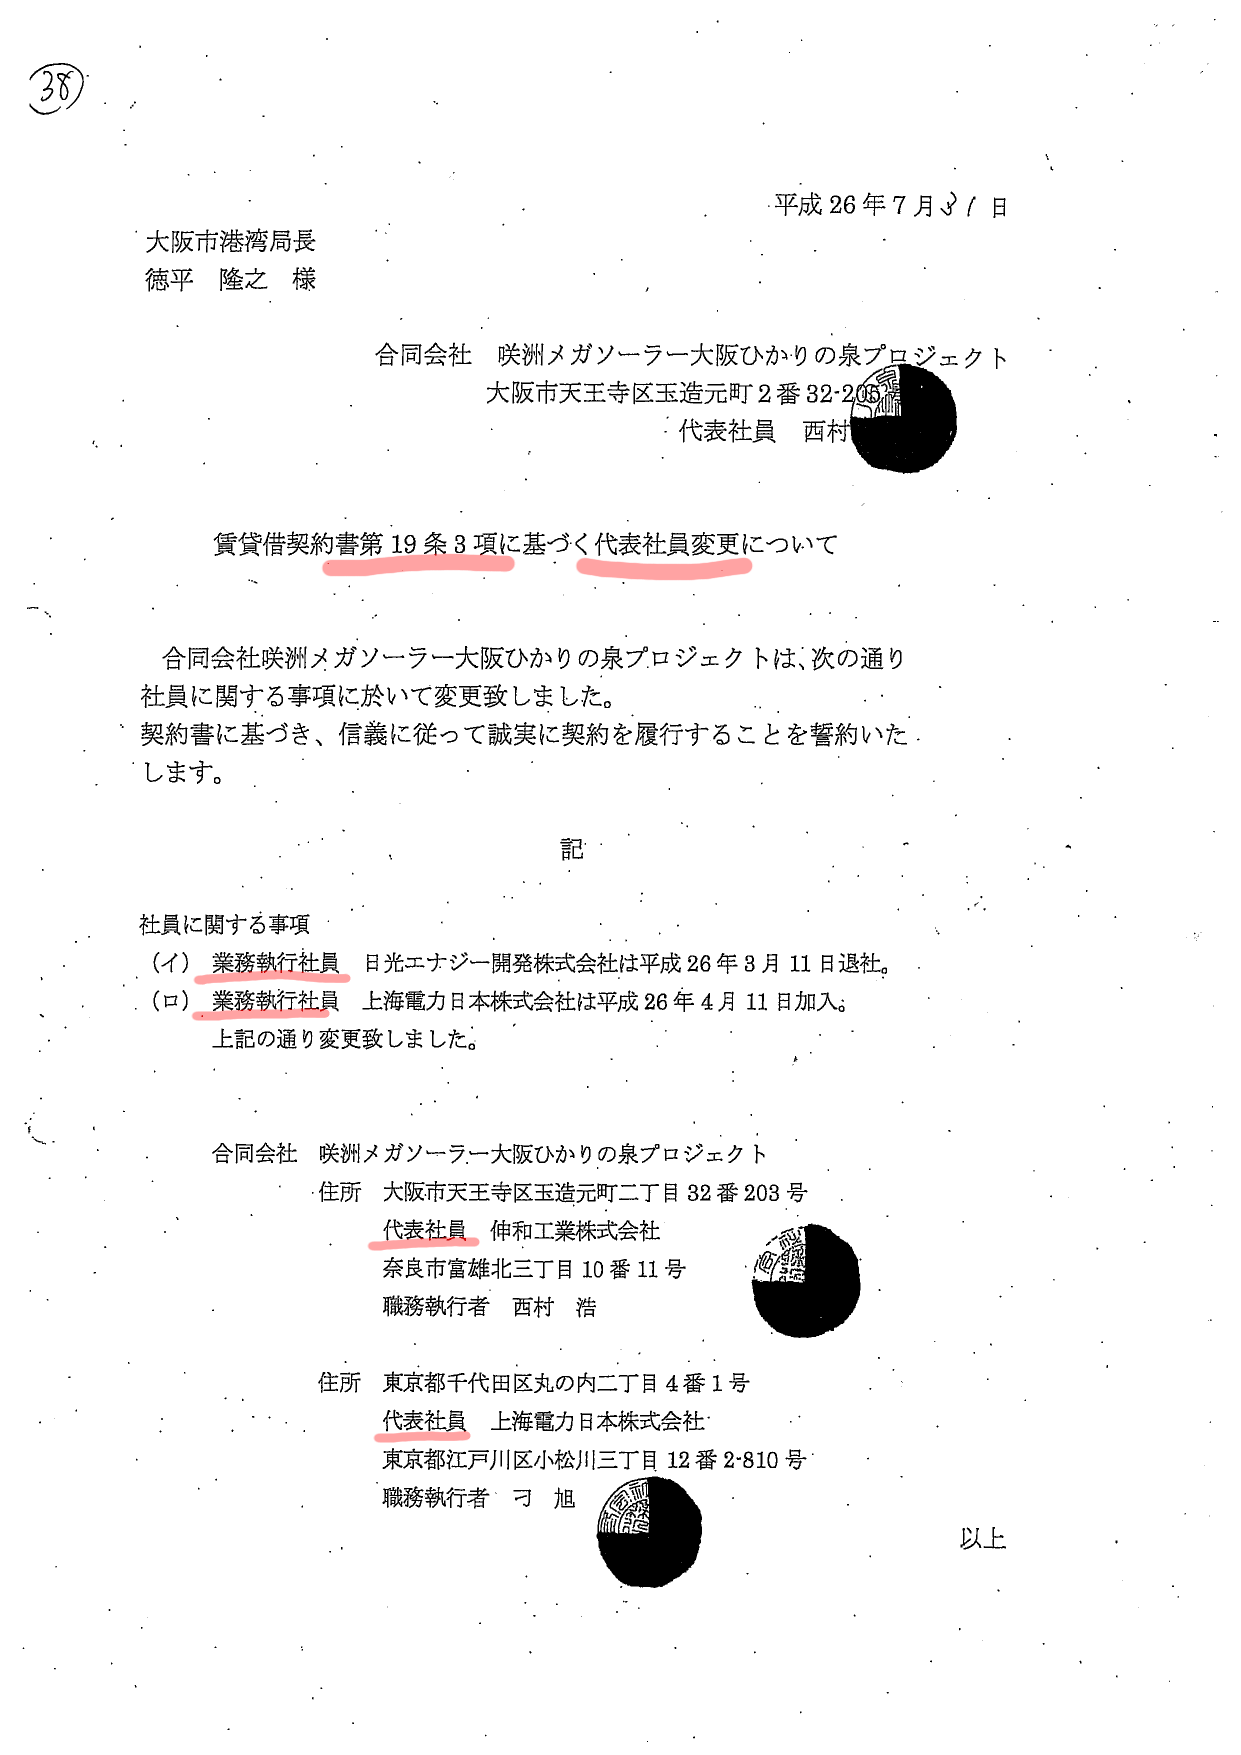 38
平成 26 年 7 月 31 日
大阪市港湾局長
徳平　隆之　様
合同会社　咲洲メガソーラー大阪ひかりの泉プロジェクト
大阪市天王寺区玉造元町 2 番 32-205
代表社員　西村
賃貸借契約書第 19 条 3 項に基づく代表社員変更について
合同会社咲洲メガソーラー大阪ひかりの泉プロジェクトは、次の通り
社員に関する事項に於いて変更致しました。
契約書に基づき、信義に従って誠実に契約を履行することを誓約いた
します。
記
社員に関する事項
（イ）　業務執行社員　日光エナジー開発株式会社は平成 26 年 3 月 11 日退社。
（ロ）　業務執行社員　上海電力日本株式会社は平成 26 年 4 月 11 日加入。
上記の通り変更致しました。
合同会社　咲洲メガソーラー大阪ひかりの泉プロジェクト
住所　大阪市天王寺区玉造元町二丁目 32 番 203 号
代表社員　伸和工業株式会社
奈良市富雄北三丁目 10 番 11 号
職務執行者　西村　浩
住所　東京都千代田区丸の内二丁目 4 番 1 号
代表社員　上海電力日本株式会社
東京都江戸川区小松川三丁目 12 番 2-810 号
職務執行者　刁　旭
以上